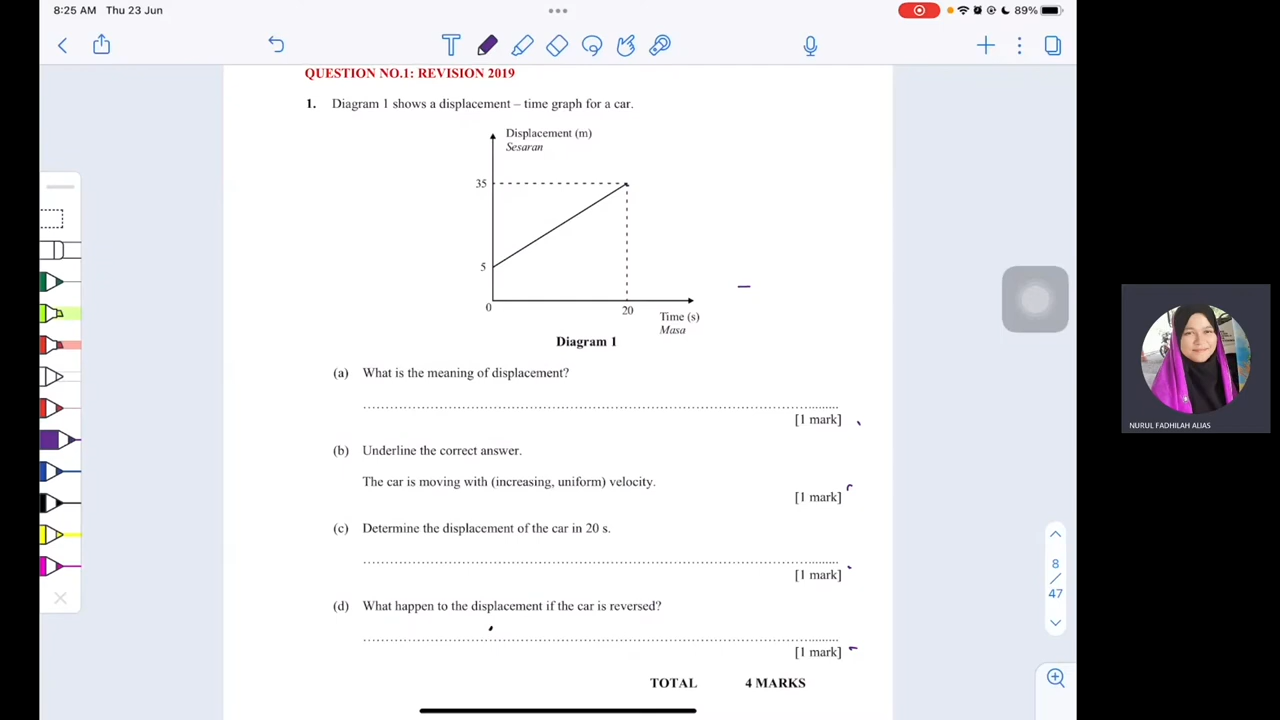 8:25 AM Thu 23 Jun
89%
QUESTION NO.1: REVISION 2019
1. Diagram 1 shows a displacement – time graph for a car.
Displacement (m)
Sesaran
35
5
0
20
Time (s)
Masa
Diagram 1
(a) What is the meaning of displacement?
................................................................................
[1 mark]
(b) Underline the correct answer.
The car is moving with (increasing, uniform) velocity.
[1 mark]
(c) Determine the displacement of the car in 20 s.
................................................................................
[1 mark]
(d) What happen to the displacement if the car is reversed?
................................................................................
[1 mark]
TOTAL 4 MARKS
8
/
47
NURUL FADHILAH ALIAS